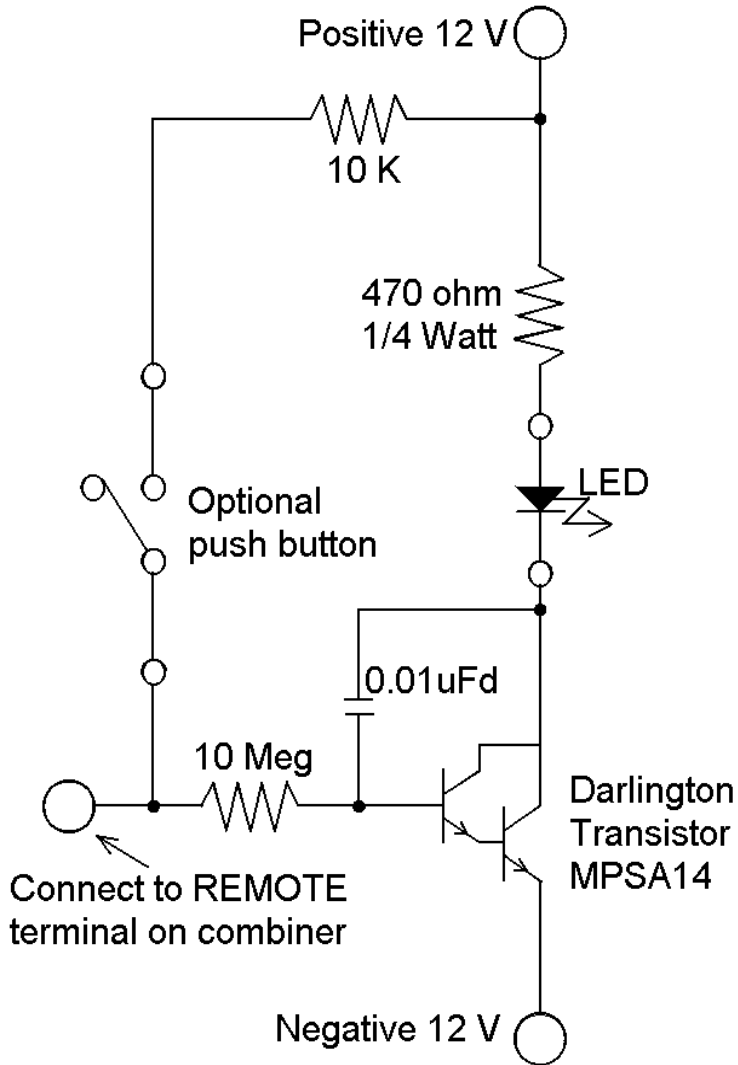 Positive 12 V
10 K
470 ohm
1/4 Watt
LED
Optional
push button
0.01uFd
10 Meg
Darlington
Transistor
MPSA14
Connect to REMOTE
terminal on combiner
Negative 12 V